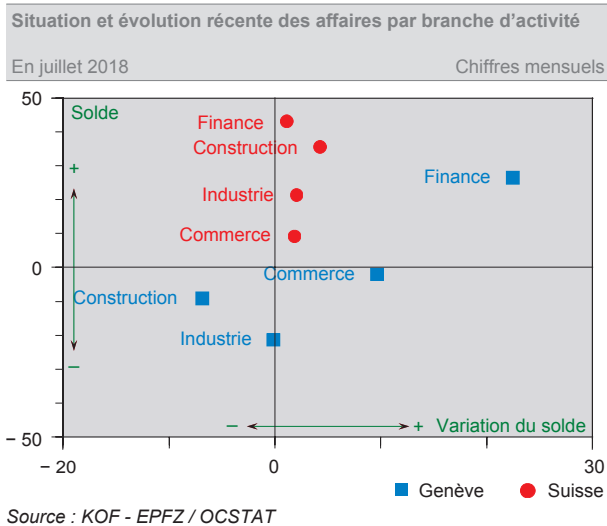 Situation et évolution récente des affaires par branche d'activité
En juillet 2018 Chiffres mensuels
50
Solde
Finance
Construction
+
Finance
Industrie
Commerce
0
Commerce
Construction
Industrie
–
– + Variation du solde
– 50
– 20 0 30
Genève Suisse
Source : KOF - EPFZ / OCSTAT